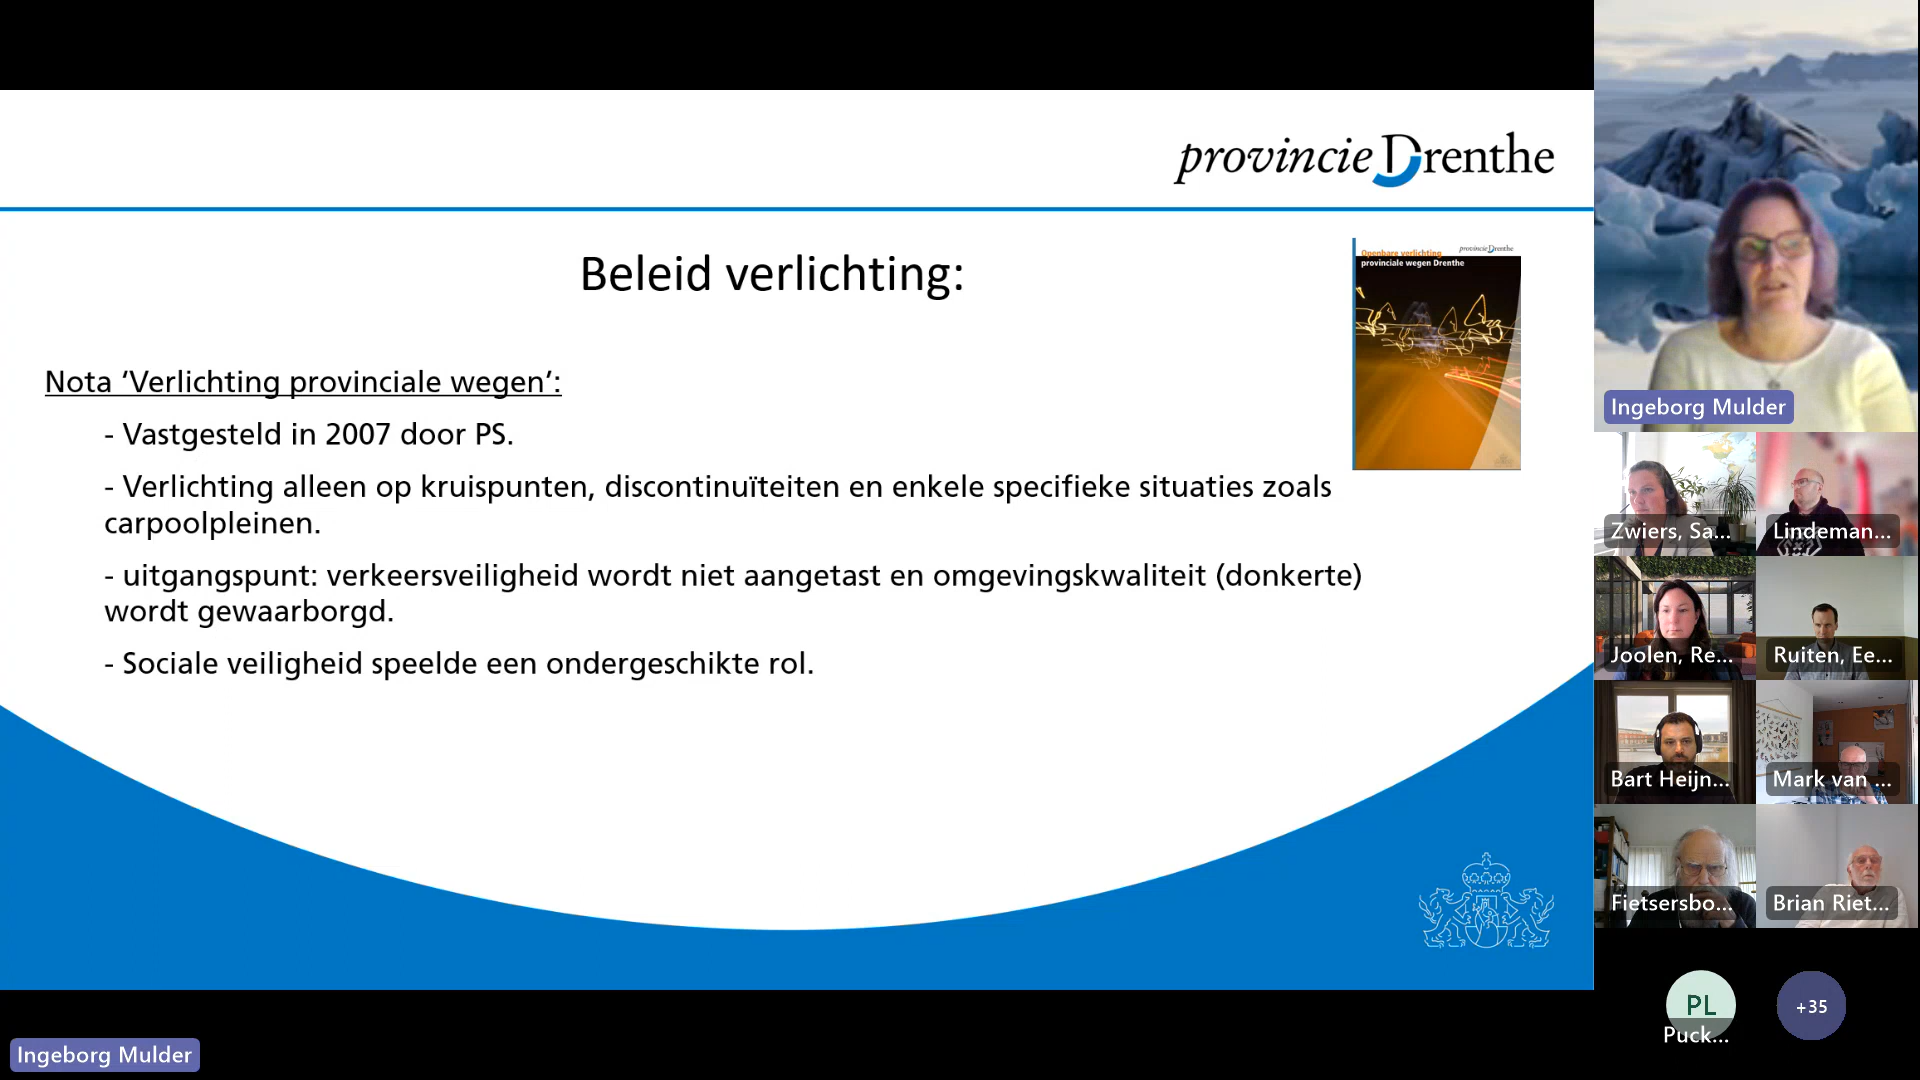 provincie Drenthe
Beleid verlichting:
Openbare verlichting
provinciale wegen Drenthe
provincie Drenthe
Nota ‘Verlichting provinciale wegen’:
- Vastgesteld in 2007 door PS.
- Verlichting alleen op kruispunten, discontinuïteiten en enkele specifieke situaties zoals
carpoolpleinen.
- uitgangspunt: verkeersveiligheid wordt niet aangetast en omgevingskwaliteit (donkerte)
wordt gewaarborgd.
- Sociale veiligheid speelde een ondergeschikte rol.
Ingeborg Mulder
Zwiers, Sa...
Lindeman...
Joolen, Re...
Ruiten, Ee...
Bart Heijn...
Mark van ...
Fietsersbo...
Brian Riet...
PL
Puck...
+35
Ingeborg Mulder